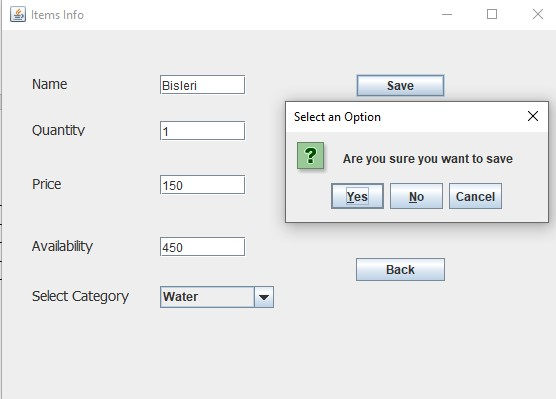 Items Info
Name
Bisleri
Save
Select an Option
Quantity
1
?
Are you sure you want to save
Yes
No
Cancel
Price
150
Availability
450
Back
Select Category
Water